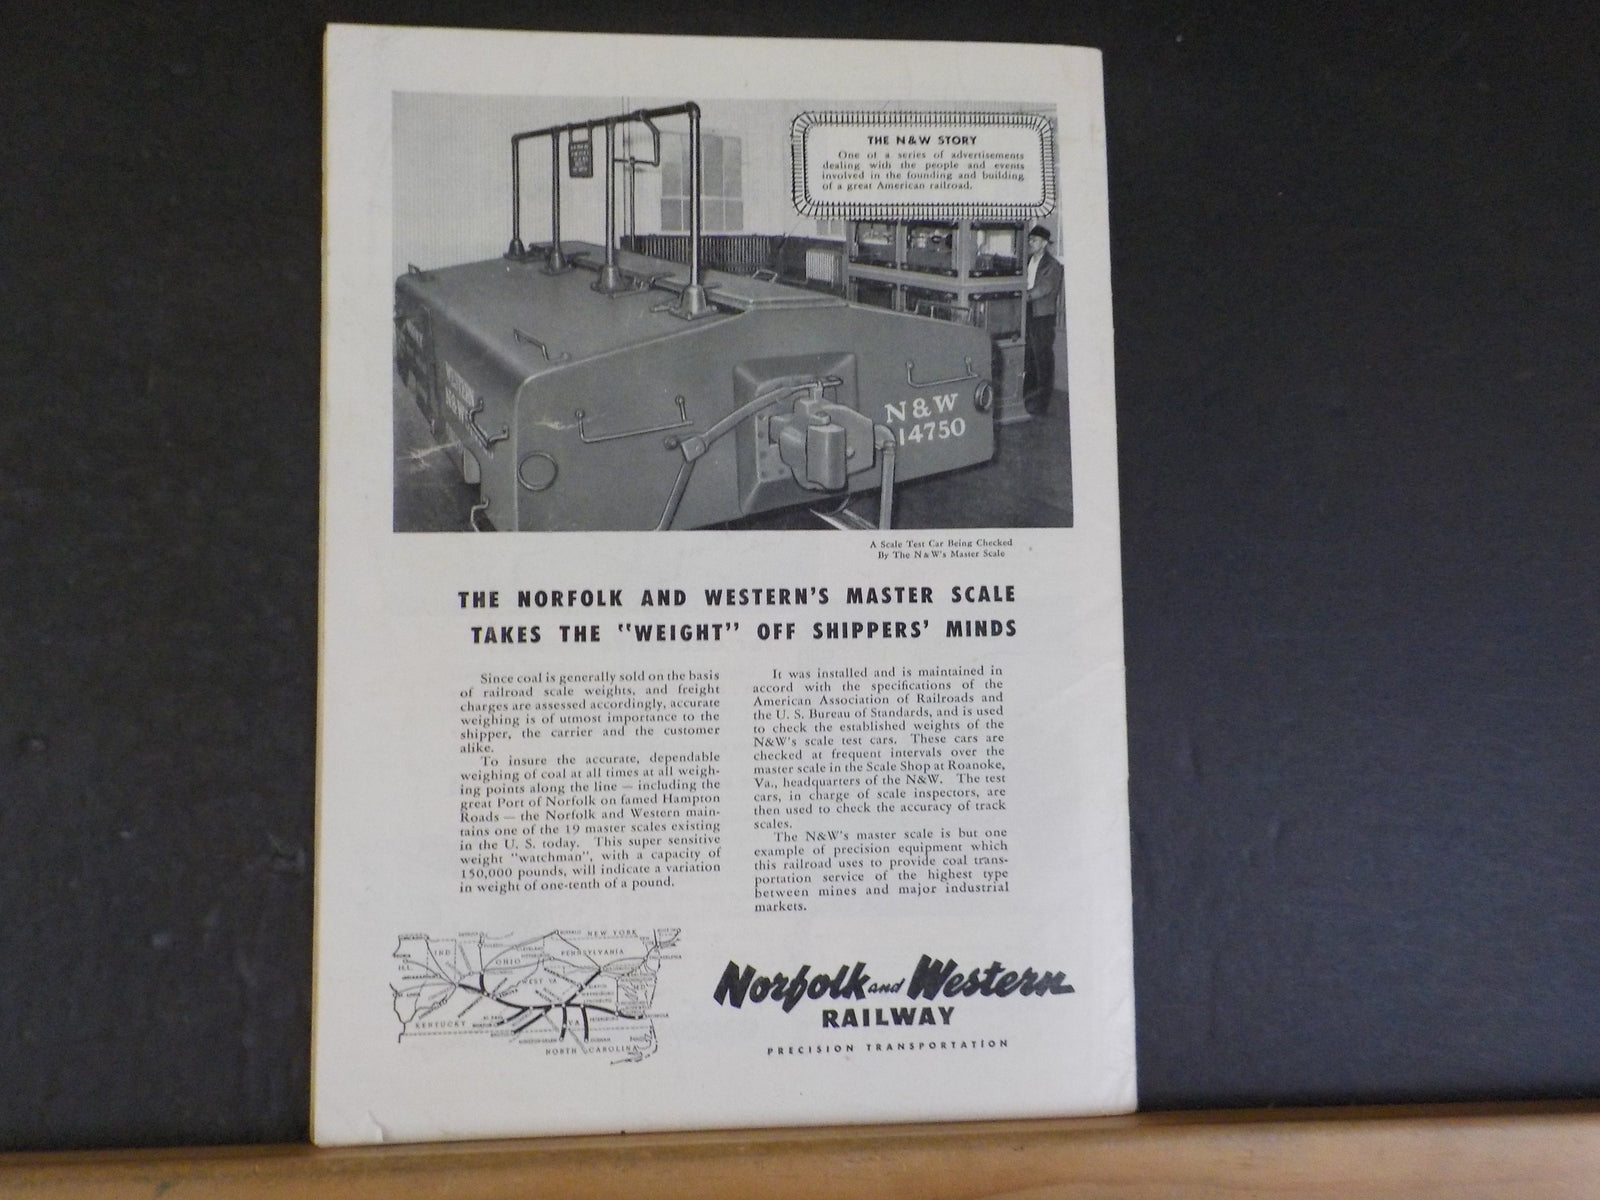 THE N&W STORY
One of a series of advertisements
dealing with the people and events
involved in the founding and building
of a great American railroad.
WESTERN
N&W
14750
A Scale Test Car Being Checked
By The N&W's Master Scale
THE NORFOLK AND WESTERN'S MASTER SCALE
TAKES THE "WEIGHT" OFF SHIPPERS' MINDS
Since coal is generally sold on the basis
of railroad scale weights, and freight
charges are assessed accordingly, accurate
weighing is of utmost importance to the
shipper, the carrier and the customer
alike.
To insure the accurate, dependable
weighing of coal at all times at all weigh-
ing points along the line — including the
great Port of Norfolk on famed Hampton
Roads — the Norfolk and Western main-
tains one of the 19 master scales existing
in the U. S. today. This super sensitive
weight "watchman", with a capacity of
150,000 pounds, will indicate a variation
in weight of one-tenth of a pound.
It was installed and is maintained in
accord with the specifications of the
American Association of Railroads and
the U. S. Bureau of Standards, and is used
to check the established weights of the
N&W's scale test cars. These cars are
checked at frequent intervals over the
master scale in the Scale Shop at Roanoke,
Va., headquarters of the N&W. The test
cars, in charge of scale inspectors, are
then used to check the accuracy of track
scales.
The N&W's master scale is but one
example of precision equipment which
this railroad uses to provide coal trans-
portation service of the highest type
between mines and major industrial
markets.
NEW YORK
IND
OHIO
PENNSYLVANIA
ILL
WEST VA
KENTUCKY
VA
NORTH CAROLINA
Norfolk and Western
RAILWAY
PRECISION TRANSPORTATION